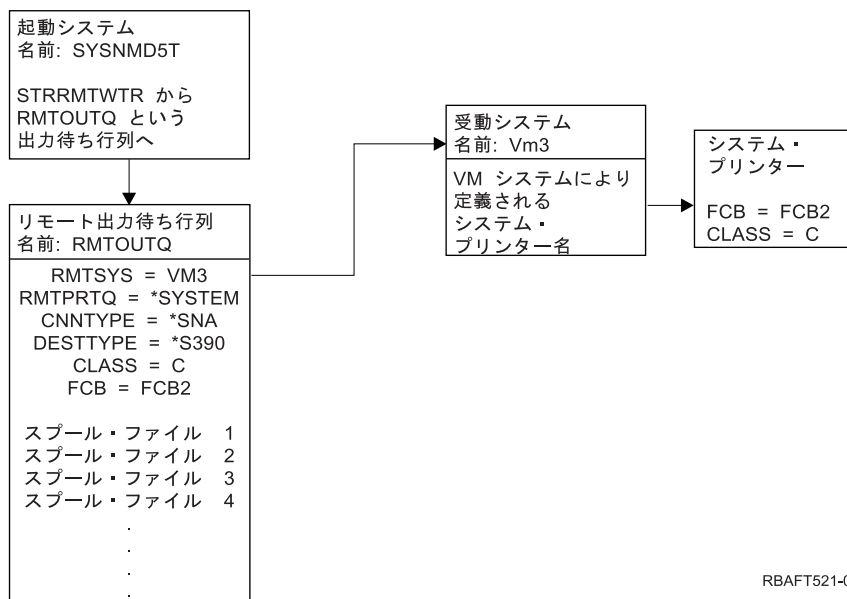 起動システム
名前: SYSNMD5T
STRRMTWTR から
RMTOUTQ という
出力待ち行列へ
リモート出力待ち行列
名前: RMTOUTQ
RMTSYS = VM3
RMTPRTQ = *SYSTEM
CNNTYPE = *SNA
DESTTYPE = *S390
CLASS = C
FCB = FCB2
スプール・ファイル 1
スプール・ファイル 2
スプール・ファイル 3
スプール・ファイル 4
.
.
.
.
受動システム
名前: Vm3
VM システムにより
定義される
システム・
プリンター名
システム・
プリンター
FCB = FCB2
CLASS = C
RBAFT521-0